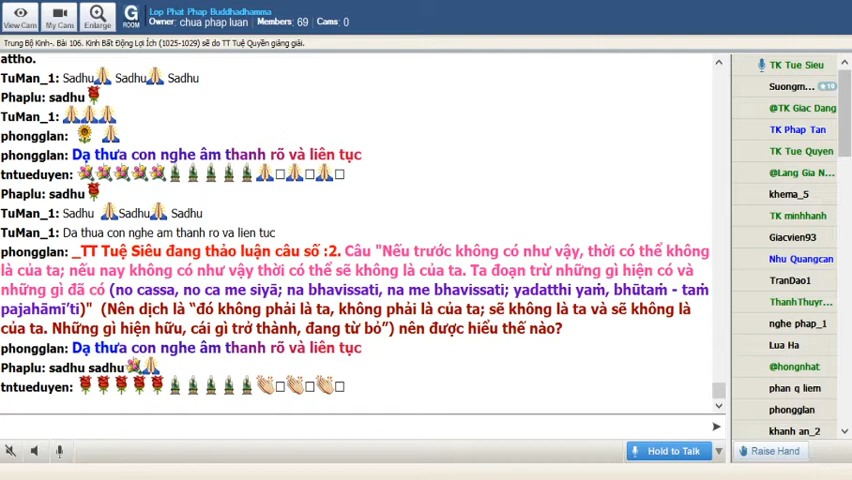 View Cam
My Cam
Enlarge
G
ROOM
Lop Phat Phap Buddhadhamma
Owner: chua phap luan Members: 69 Cams: 0
Trung Bộ Kinh-. Bài 106. Kinh Bất Động Lợi Ích (1025-1029) sẽ do TT Tuệ Quyền giảng giải.
attho.
TuMan_1: Sadhu🙏 Sadhu🙏 Sadhu
Phaplu: sadhu🌹
TuMan_1: 🙏🙏🙏
phongglan: 🌻 🙏
phongglan: Dạ thưa con nghe âm thanh rõ và liên tục
tntueduyen: 💐💐💐💐💐🎍🎍🎍🎍🎍🙏□🙏□🙏□
Phaplu: sadhu🌹
TuMan_1: Sadhu 🙏Sadhu🙏 Sadhu
TuMan_1: Da thua con nghe am thanh ro va lien tuc
phongglan: _TT Tuệ Siêu đang thảo luận câu số :2. Câu "Nếu trước không có như vậy, thời có thể không
là của ta; nếu nay không có như vậy thời có thể sẽ không là của ta. Ta đoạn trừ những gì hiện có và
những gì đã có (no cassa, no ca me siyā; na bhavissati, na me bhavissati; yadatthi yaṃ, bhūtaṃ - taṃ
pajahāmī’ti)" (Nên dịch là “đó không phải là ta, không phải là của ta; sẽ không là ta và sẽ không là
của ta. Những gì hiện hữu, cái gì trở thành, đang từ bỏ”) nên được hiểu thế nào?
phongglan: Dạ thưa con nghe âm thanh rõ và liên tục
Phaplu: sadhu sadhu💐🙏
tntueduyen: 🌹🌹🌹🌹🌹🎍🎍🎍🎍🎍👏□👏□👏□
Hold to Talk
Raise Hand
TK Tue Sieu
Suongm... 10
@TK Giac Dang
TK Phap Tan
TK Tue Quyen
@Lang Gia N...
khema_5
TK minhhanh
Giacvien93
Nhu Quangcan
TranDao1
ThanhThuyr...
nghe phap_1
Lua Ha
@hongnhat
phan q liem
phongglan
khanh an_2